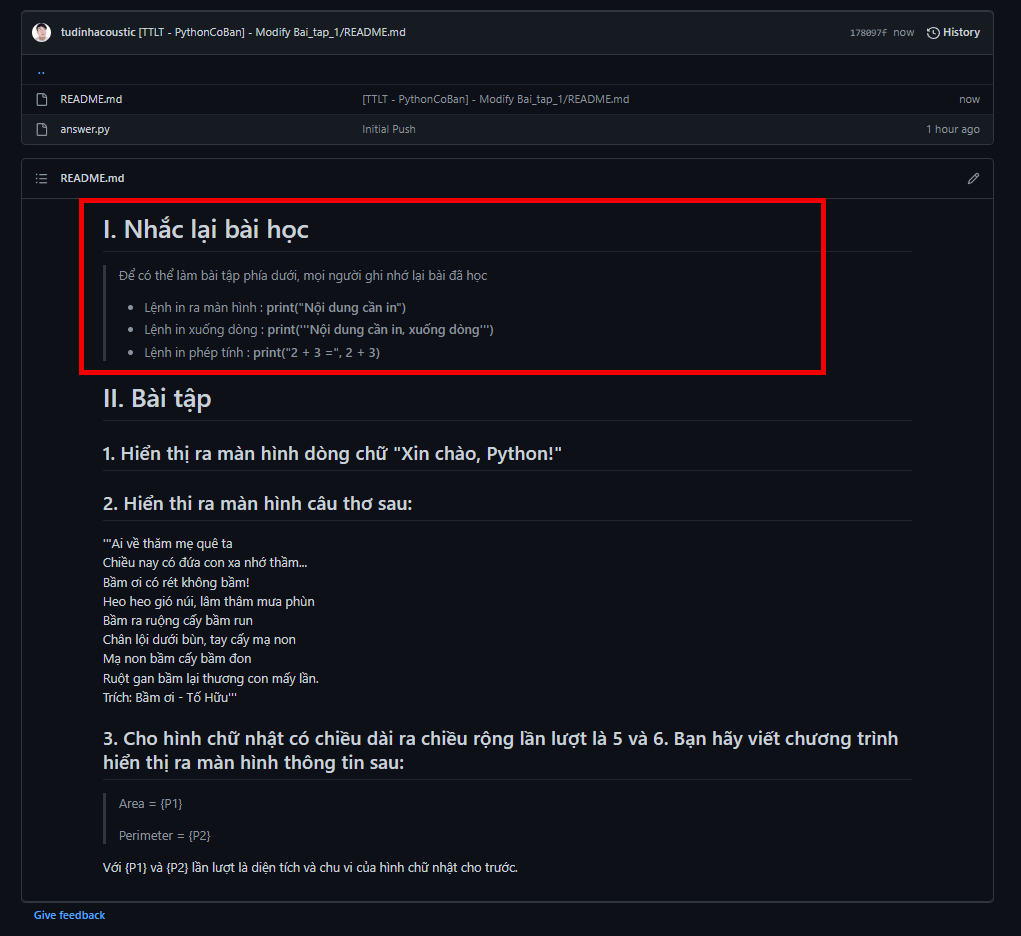 tudinhacoustic [TTLT - PythonCoBan] - Modify Bai_tap_1/README.md 178097f now History
..
README.md [TTLT - PythonCoBan] - Modify Bai_tap_1/README.md now
answer.py Initial Push 1 hour ago
README.md
I. Nhắc lại bài học
Để có thể làm bài tập phía dưới, mọi người ghi nhớ lại bài đã học
• Lệnh in ra màn hình : print("Nội dung cần in")
• Lệnh in xuống dòng : print('''Nội dung cần in, xuống dòng''')
• Lệnh in phép tính : print("2 + 3 =", 2 + 3)
II. Bài tập
1. Hiển thị ra màn hình dòng chữ "Xin chào, Python!"
2. Hiển thi ra màn hình câu thơ sau:
'''Ai về thăm mẹ quê ta
Chiều nay có đứa con xa nhớ thầm...
Bầm ơi có rét không bầm!
Heo heo gió núi, lâm thâm mưa phùn
Bầm ra ruộng cấy bầm run
Chân lội dưới bùn, tay cấy mạ non
Mạ non bầm cấy bầm đon
Ruột gan bầm lại thương con mấy lần.
Trích: Bầm ơi - Tố Hữu'''
3. Cho hình chữ nhật có chiều dài ra chiều rộng lần lượt là 5 và 6. Bạn hãy viết chương trình
hiển thị ra màn hình thông tin sau:
Area = {P1}
Perimeter = {P2}
Với {P1} và {P2} lần lượt là diện tích và chu vi của hình chữ nhật cho trước.
Give feedback